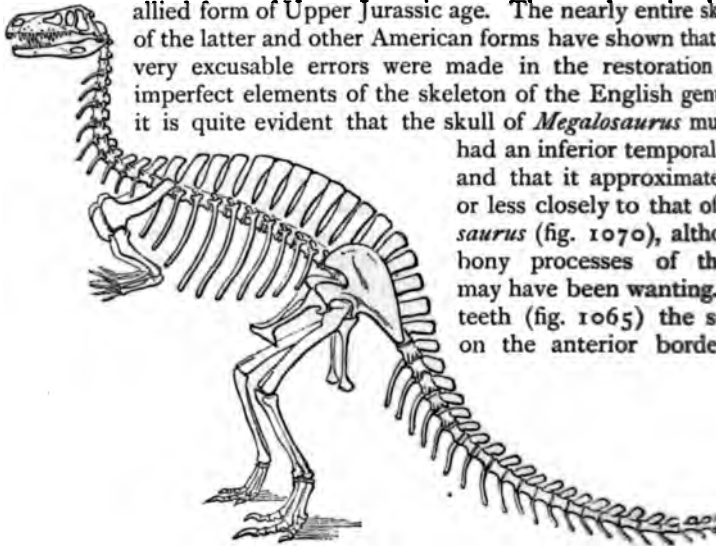 allied form of Upper Jurassic age. The nearly entire sk
of the latter and other American forms have shown that
very excusable errors were made in the restoration
imperfect elements of the skeleton of the English gen
it is quite evident that the skull of Megalosaurus mu
had an inferior temporal
and that it approximate
or less closely to that of
saurus (fig. 1070), altho
hony processes of th
may have been wanting.
teeth (fig. 1065) the s
on the anterior borde